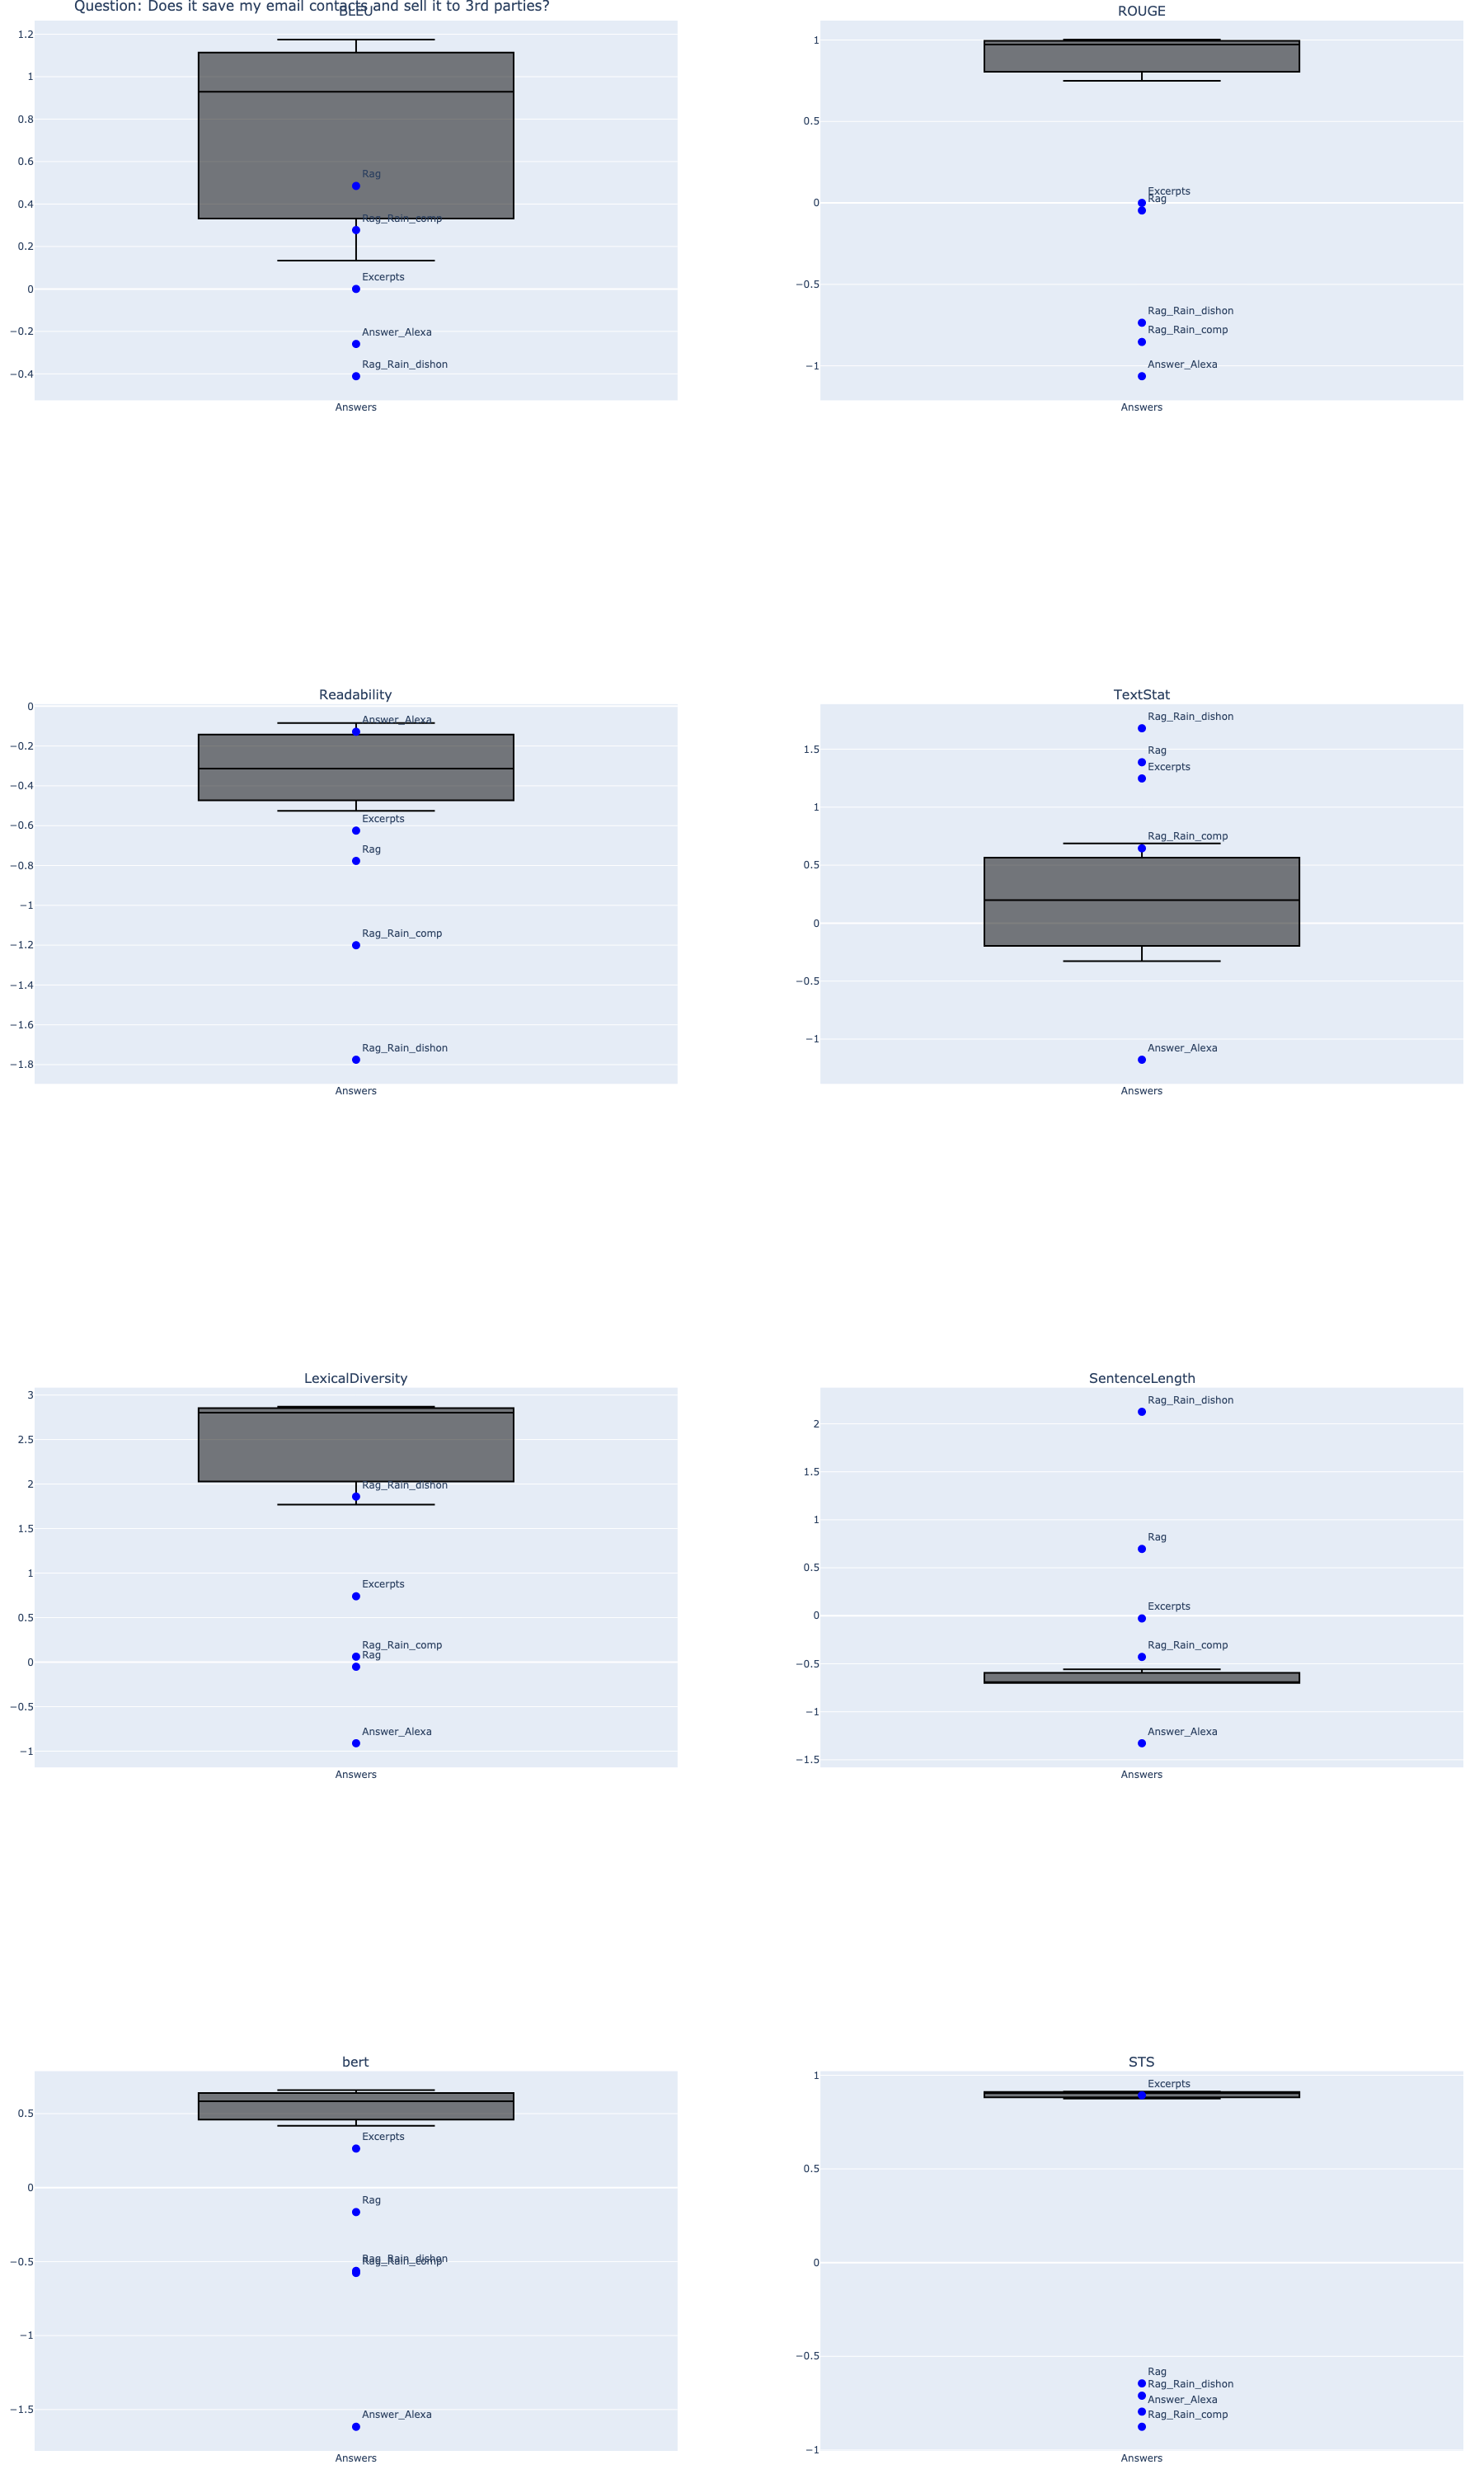 Question: Does it save my email contacts and sell it to 3rd parties?
BLEU
1.2
1
0.8
0.6
0.4
0.2
0
−0.2
−0.4
Rag
Rag_Rain_comp
Excerpts
Answer_Alexa
Rag_Rain_dishon
Answers
ROUGE
1
0.5
0
−0.5
−1
Excerpts
Rag
Rag_Rain_dishon
Rag_Rain_comp
Answer_Alexa
Answers
Readability
0
−0.2
−0.4
−0.6
−0.8
−1
−1.2
−1.4
−1.6
−1.8
Answer_Alexa
Excerpts
Rag
Rag_Rain_comp
Rag_Rain_dishon
Answers
TextStat
1.5
1
0.5
0
−0.5
−1
Rag_Rain_dishon
Rag
Excerpts
Rag_Rain_comp
Answer_Alexa
Answers
LexicalDiversity
3
2.5
2
1.5
1
0.5
0
−0.5
−1
Rag_Rain_dishon
Excerpts
Rag_Rain_comp
Rag
Answer_Alexa
Answers
SentenceLength
2
1.5
1
0.5
0
−0.5
−1
−1.5
Rag_Rain_dishon
Rag
Excerpts
Rag_Rain_comp
Answer_Alexa
Answers
bert
0.5
0
−0.5
−1
−1.5
Excerpts
Rag
Rag_Rain_dishon
Rag_Rain_comp
Answer_Alexa
Answers
STS
1
0.5
0
−0.5
−1
Excerpts
Rag
Rag_Rain_dishon
Answer_Alexa
Rag_Rain_comp
Answers